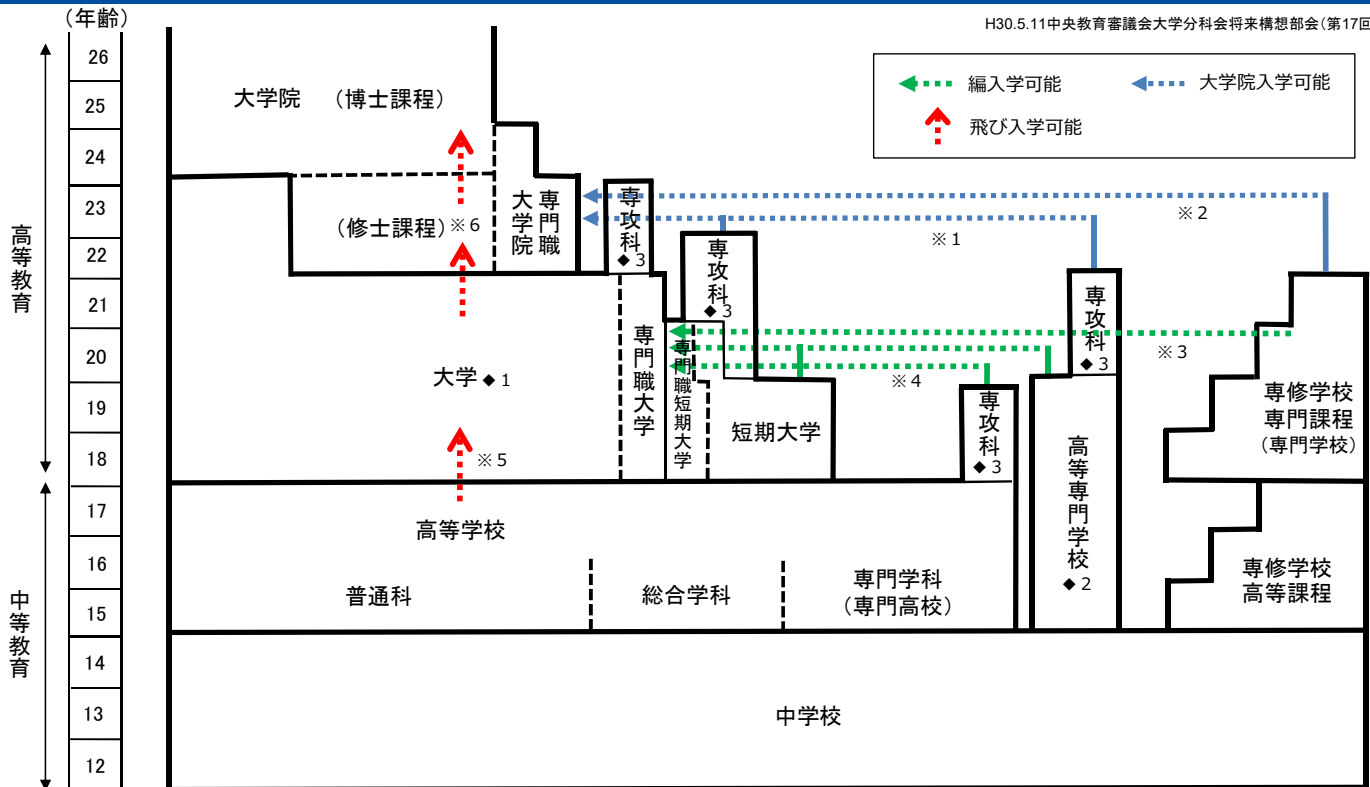 （年齢）
H30.5.11中央教育審議会大学分科会将来構想部会（第17回
26
25
24
23
22
21
20
19
18
17
16
15
14
13
12
高等教育
中等教育
編入学可能
大学院入学可能
飛び入学可能
大学院　（博士課程）
（修士課程）※６
専門職
大学院
専攻科
◆３
専攻科
◆３
※２
※１
専攻科
◆３
※３
※４
大学◆１
専門職大学
専門職短期大学
短期大学
専攻科
◆３
高等専門学校
◆２
専修学校
専門課程
（専門学校）
※５
高等学校
普通科
総合学科
専門学科
（専門高校）
専修学校
高等課程
中学校